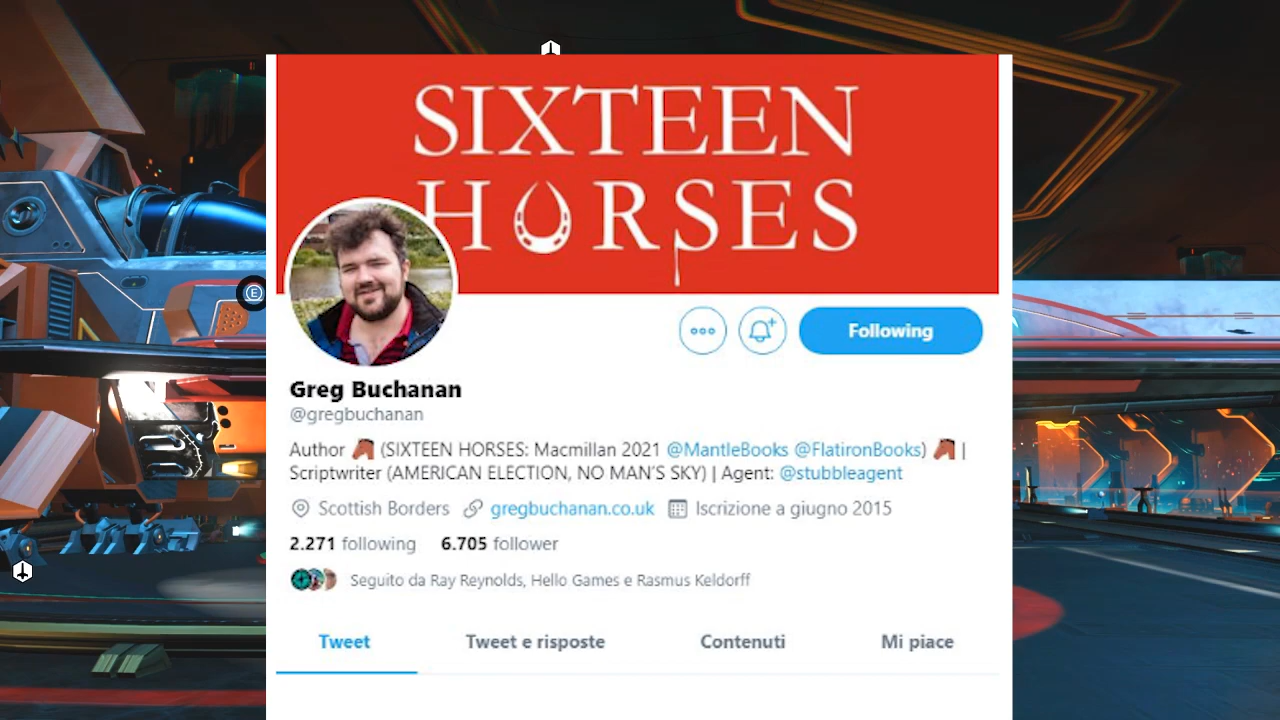 SIXTEEN
HORSES
E
Following
Greg Buchanan
@gregbuchanan
Author (SIXTEEN HORSES: Macmillan 2021 @MantleBooks @FlatironBooks) |
Scriptwriter (AMERICAN ELECTION, NO MAN'S SKY) | Agent: @stubbleagent
Scottish Borders gregbuchanan.co.uk Iscrizione a giugno 2015
2.271 following 6.705 follower
Seguito da Ray Reynolds, Hello Games e Rasmus Keldorff
Tweet Tweet e risposte Contenuti Mi piace